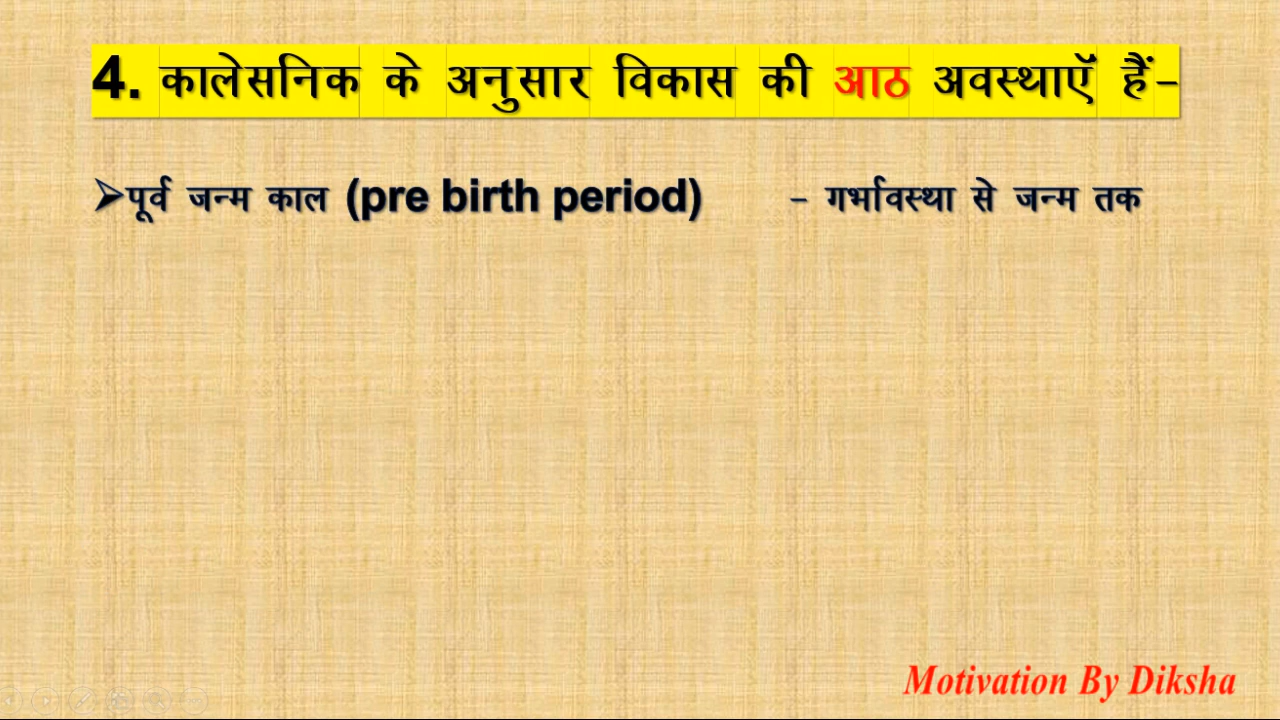 4. कालेसनिक के अनुसार विकास की आठ अवस्थाएॅं हैं-
➢पूर्व जन्म काल (pre birth period) - गर्भावस्था से जन्म तक
Motivation By Diksha